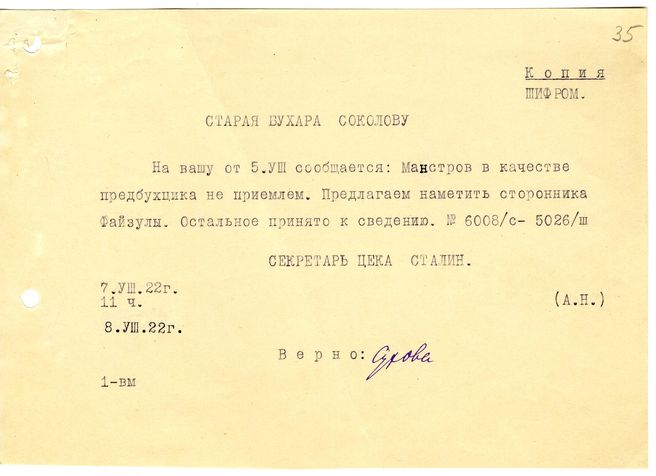 35
Копия
ШИФРОМ.
СТАРАЯ БУХАРА СОКОЛОВУ
На вашу от 5.УШ сообщается: Манстров в качестве
предбухцика не приемлем. Предлагаем наметить сторонника
Файзулы. Остальное принято к сведению. № 6008/с- 5026/ш
СЕКРЕТАРЬ ЦЕКА СТАЛИН.
7.УШ.22г.
11 ч.
(А.Н.)
8.УШ.22г.
Верно:
1-вм